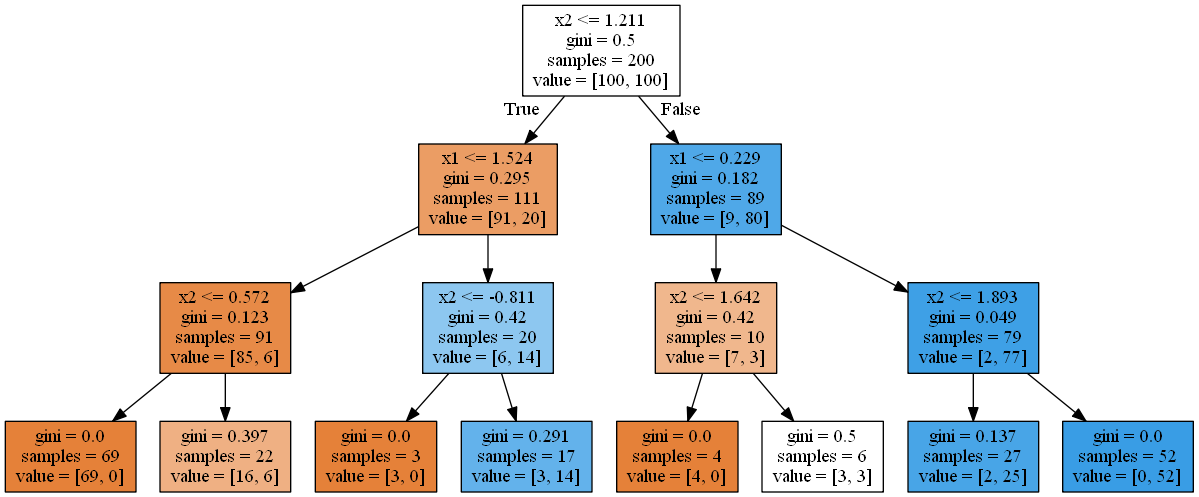 x2 <= 1.211
gini = 0.5
samples = 200
value = [100, 100]
True
False
x1 <= 1.524
gini = 0.295
samples = 111
value = [91, 20]
x1 <= 0.229
gini = 0.182
samples = 89
value = [9, 80]
x2 <= 0.572
gini = 0.123
samples = 91
value = [85, 6]
x2 <= -0.811
gini = 0.42
samples = 20
value = [6, 14]
x2 <= 1.642
gini = 0.42
samples = 10
value = [7, 3]
x2 <= 1.893
gini = 0.049
samples = 79
value = [2, 77]
gini = 0.0
samples = 69
value = [69, 0]
gini = 0.397
samples = 22
value = [16, 6]
gini = 0.0
samples = 3
value = [3, 0]
gini = 0.291
samples = 17
value = [3, 14]
gini = 0.0
samples = 4
value = [4, 0]
gini = 0.5
samples = 6
value = [3, 3]
gini = 0.137
samples = 27
value = [2, 25]
gini = 0.0
samples = 52
value = [0, 52]